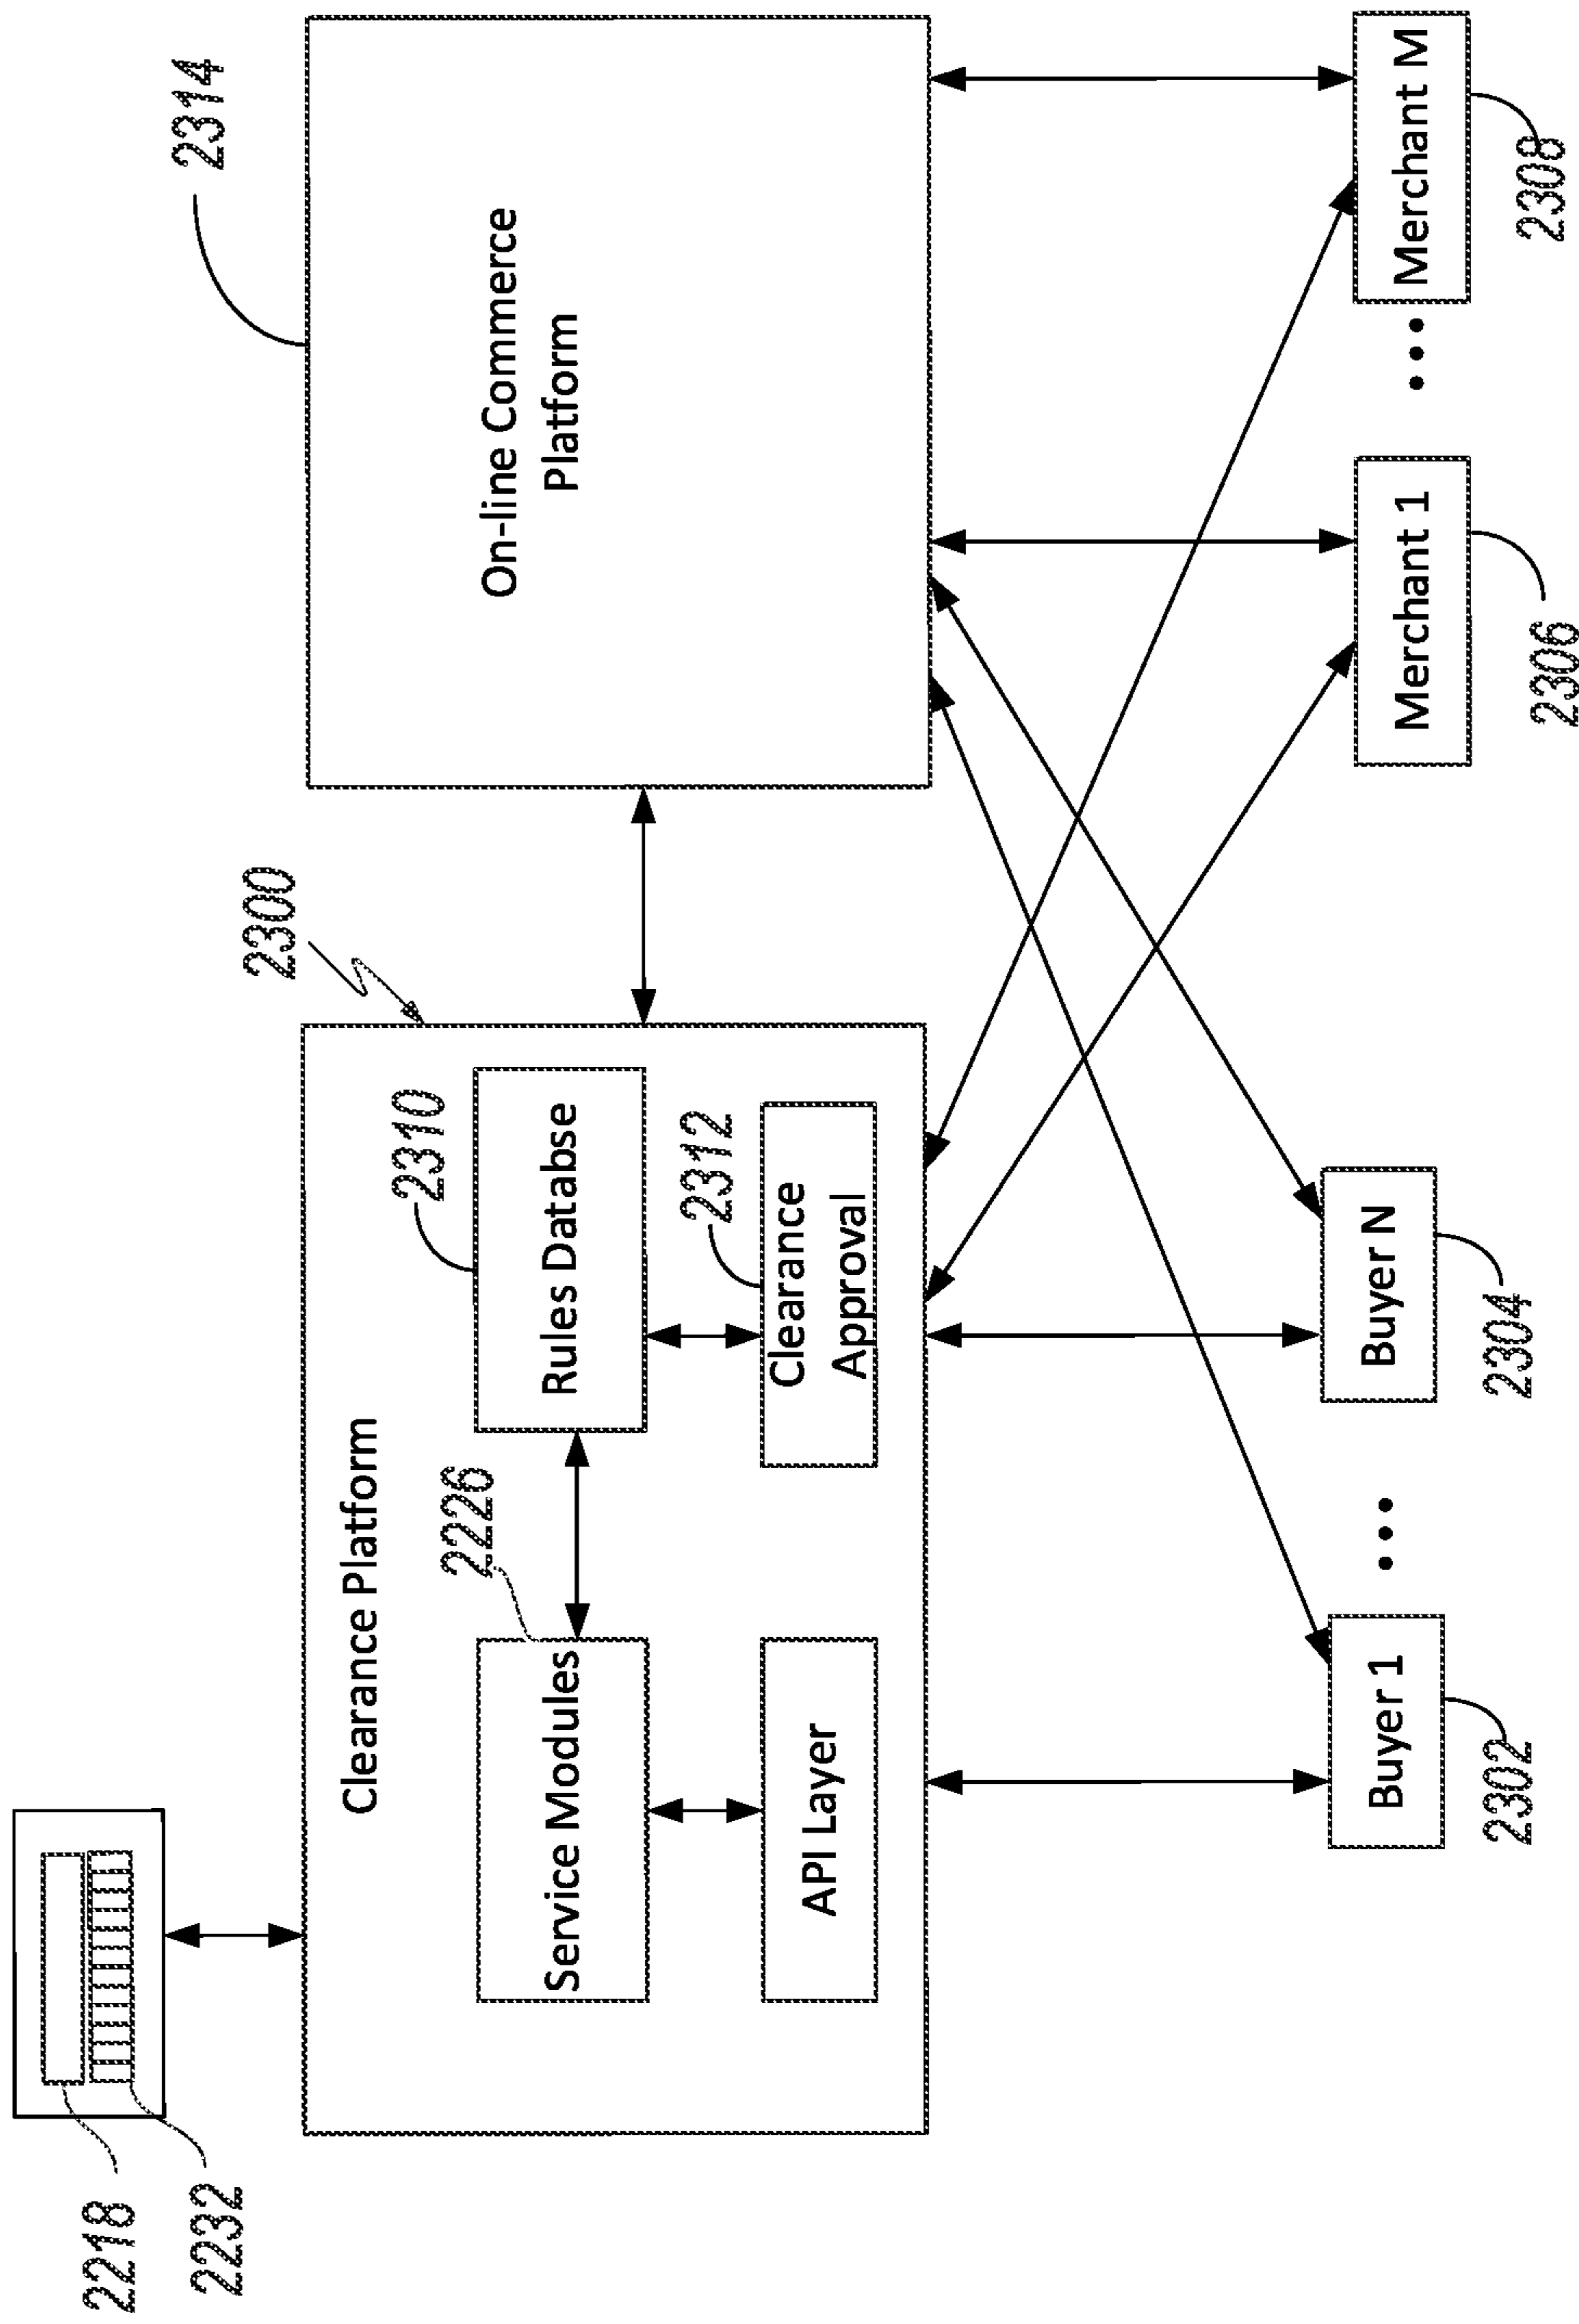 2218
2232
2300
2314
Clearance Platform
2226
2310
Service Modules
Rules Databse
On-line Commerce
Platform
2312
API Layer
Clearance
Approval
Buyer 1
...
Buyer N
Merchant 1
...
Merchant M
2302
2304
2306
2308